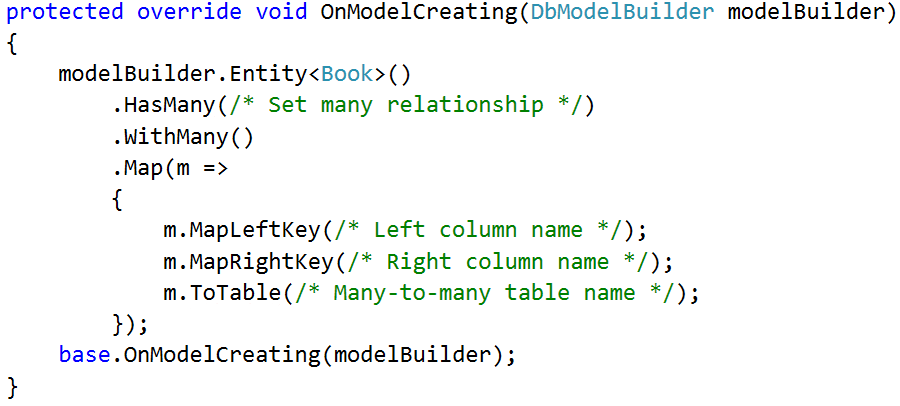 protected override void OnModelCreating(DbModelBuilder modelBuilder)
{
    modelBuilder.Entity<Book>()
        .HasMany(/* Set many relationship */)
        .WithMany()
        .Map(m =>
        {
            m.MapLeftKey(/* Left column name */);
            m.MapRightKey(/* Right column name */);
            m.ToTable(/* Many-to-many table name */);
        });
    base.OnModelCreating(modelBuilder);
}